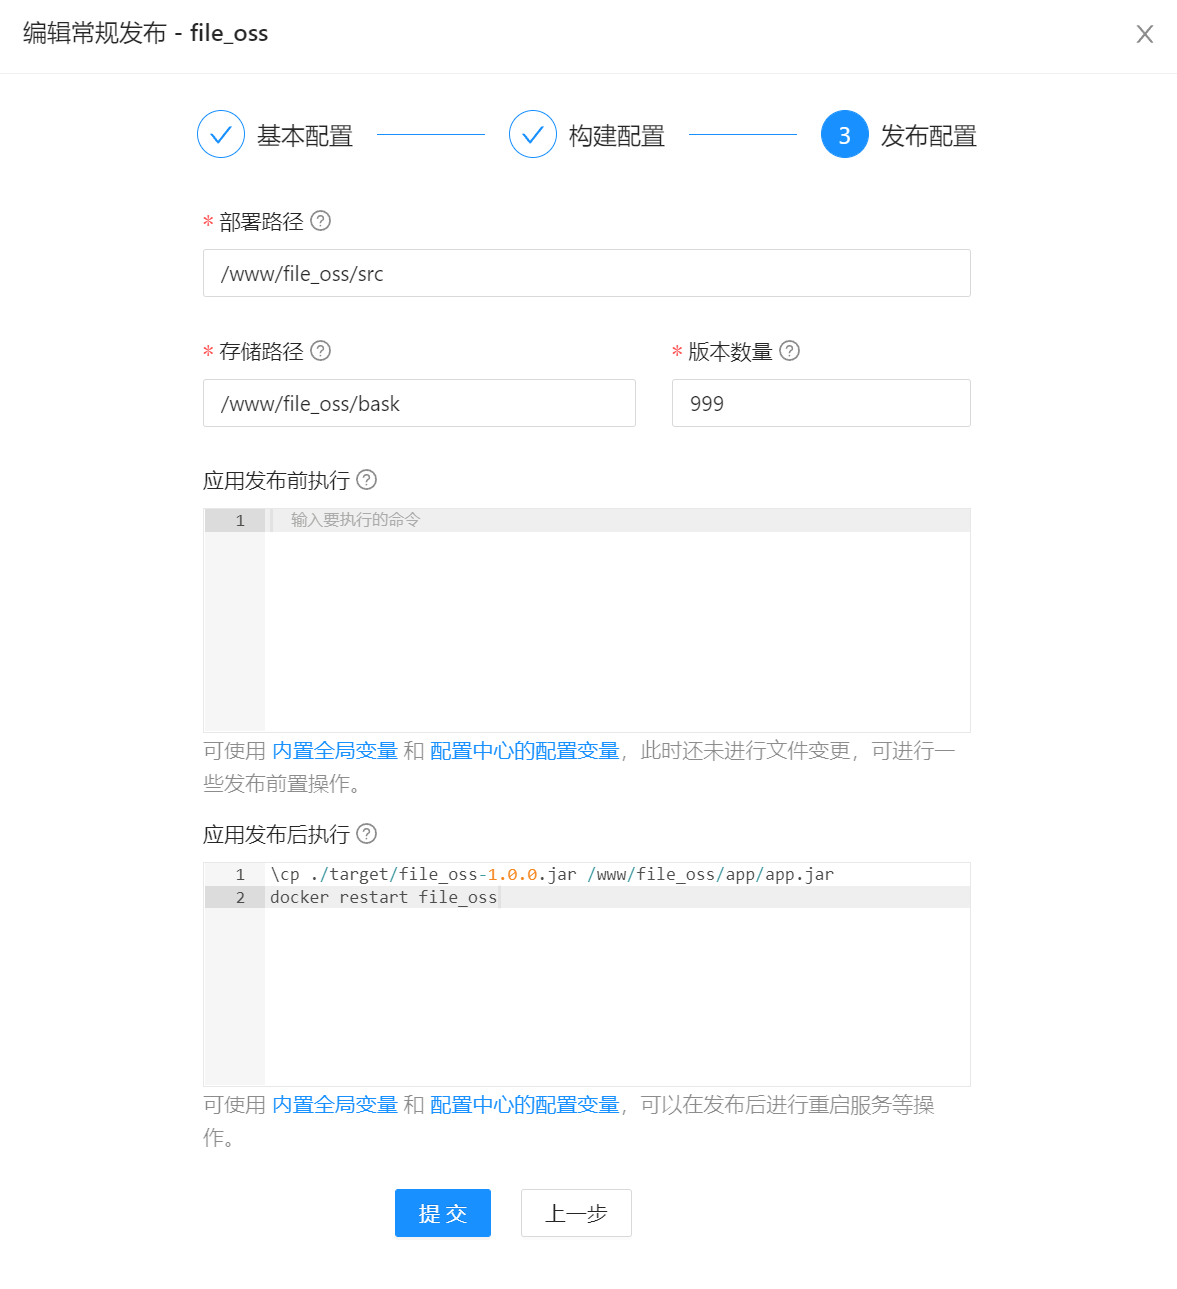 编辑常规发布 - file_oss
基本配置
构建配置
3 发布配置
* 部署路径
/www/file_oss/src
* 存储路径
* 版本数量
/www/file_oss/bask
999
应用发布前执行
1 输入要执行的命令
可使用 内置全局变量 和 配置中心的配置变量，此时还未进行文件变更，可进行一
些发布前置操作。
应用发布后执行
1 \cp ./target/file_oss-1.0.0.jar /www/file_oss/app/app.jar
2 docker restart file_oss
可使用 内置全局变量 和 配置中心的配置变量，可以在发布后进行重启服务等操
作。
提 交
上一步